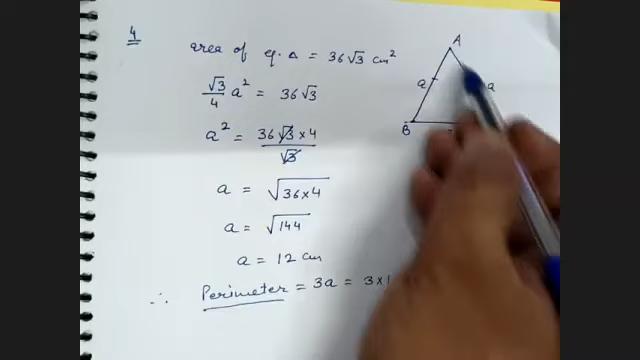 4
area of eq. Δ = 36√3 cm²
√3/4 a² = 36√3
a² = 36√3 × 4 / √3
a = √36×4
a = √144
a = 12 cm
∴ Perimeter = 3a = 3×1
A
a
a
B